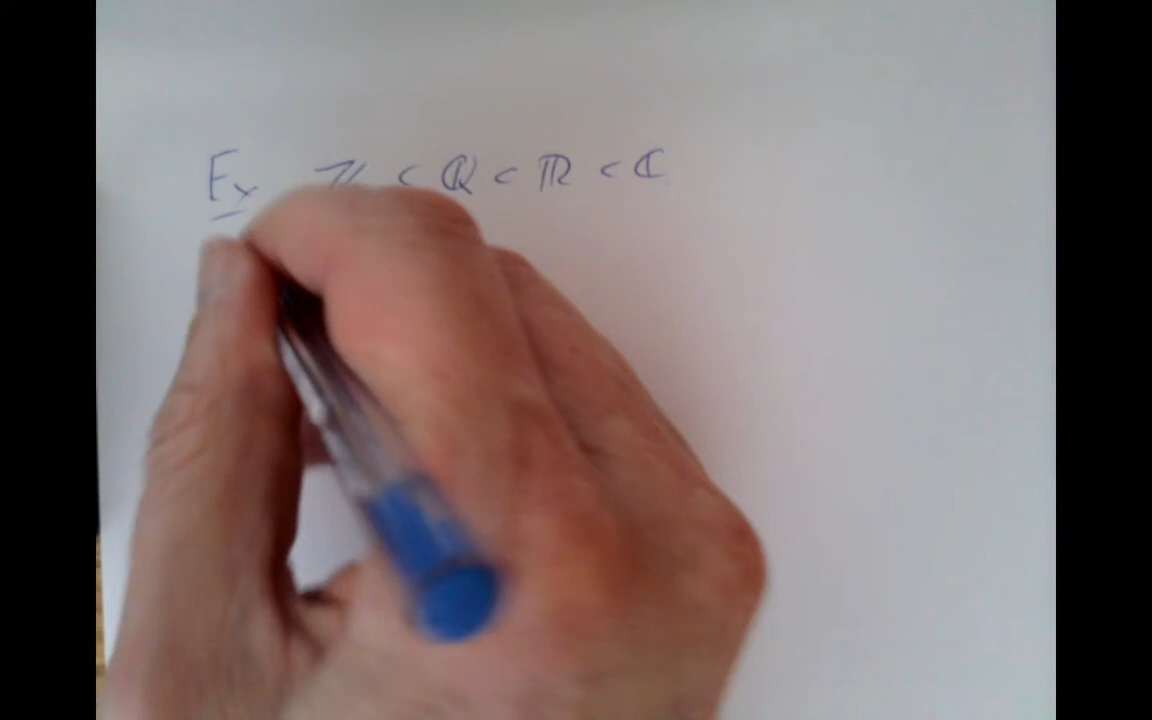 Ex ℤ < ℚ < ℝ < ℂ